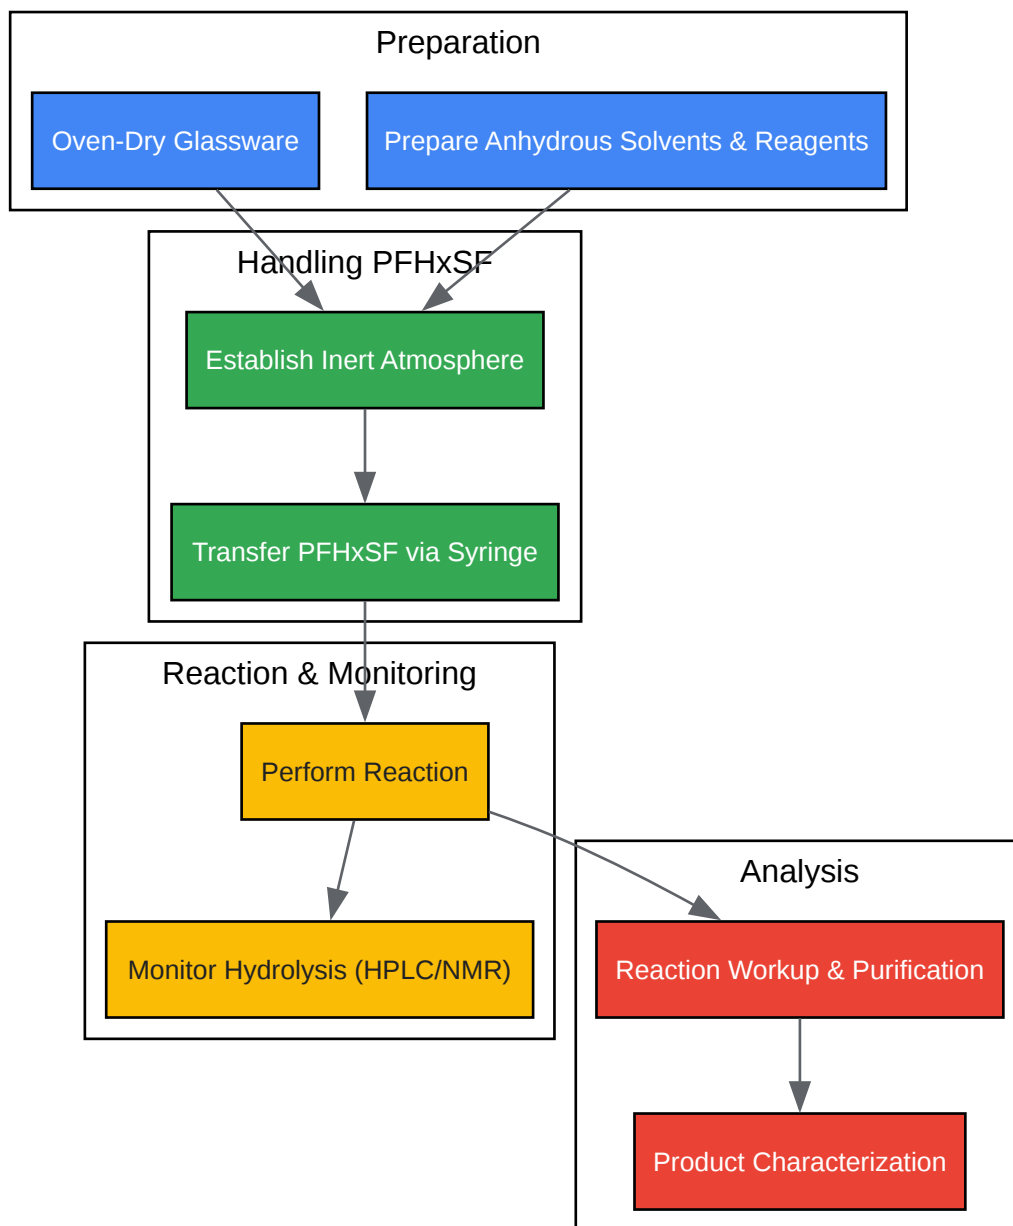 Preparation
Oven-Dry Glassware
Prepare Anhydrous Solvents & Reagents
Handling PFHxSF
Establish Inert Atmosphere
Transfer PFHxSF via Syringe
Reaction & Monitoring
Perform Reaction
Monitor Hydrolysis (HPLC/NMR)
Analysis
Reaction Workup & Purification
Product Characterization